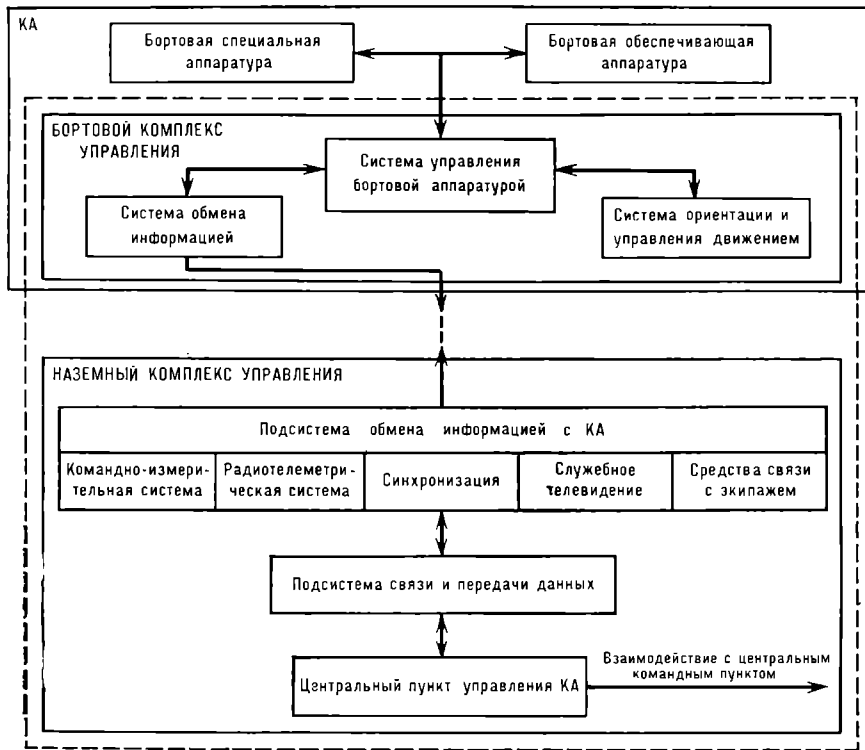 КА
Бортовая специальная
аппаратура
Бортовая обеспечивающая
аппаратура
БОРТОВОЙ КОМПЛЕКС
УПРАВЛЕНИЯ
Система управления
бортовой аппаратурой
Система обмена
информацией
Система ориентации и
управления движением
НАЗЕМНЫЙ КОМПЛЕКС УПРАВЛЕНИЯ
Подсистема обмена информацией с КА
Командно-измери-
тельная система
Радиотелеметри-
ческая система
Синхронизация
Служебное
телевидение
Средства связи
с экипажем
Подсистема связи и передачи данных
Центральный пункт управления КА
Взаимодействие с центральным
командным пунктом